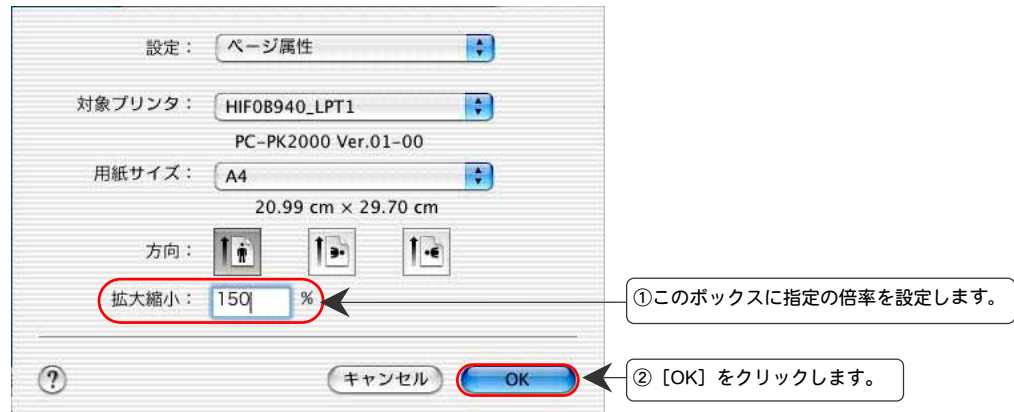 設定： ページ属性
対象プリンタ： HIF0B940_LPT1
PC-PK2000 Ver.01-00
用紙サイズ： A4
20.99 cm × 29.70 cm
方向：
拡大縮小： 150 %
①このボックスに指定の倍率を設定します。
? キャンセル OK
②［OK］をクリックします。